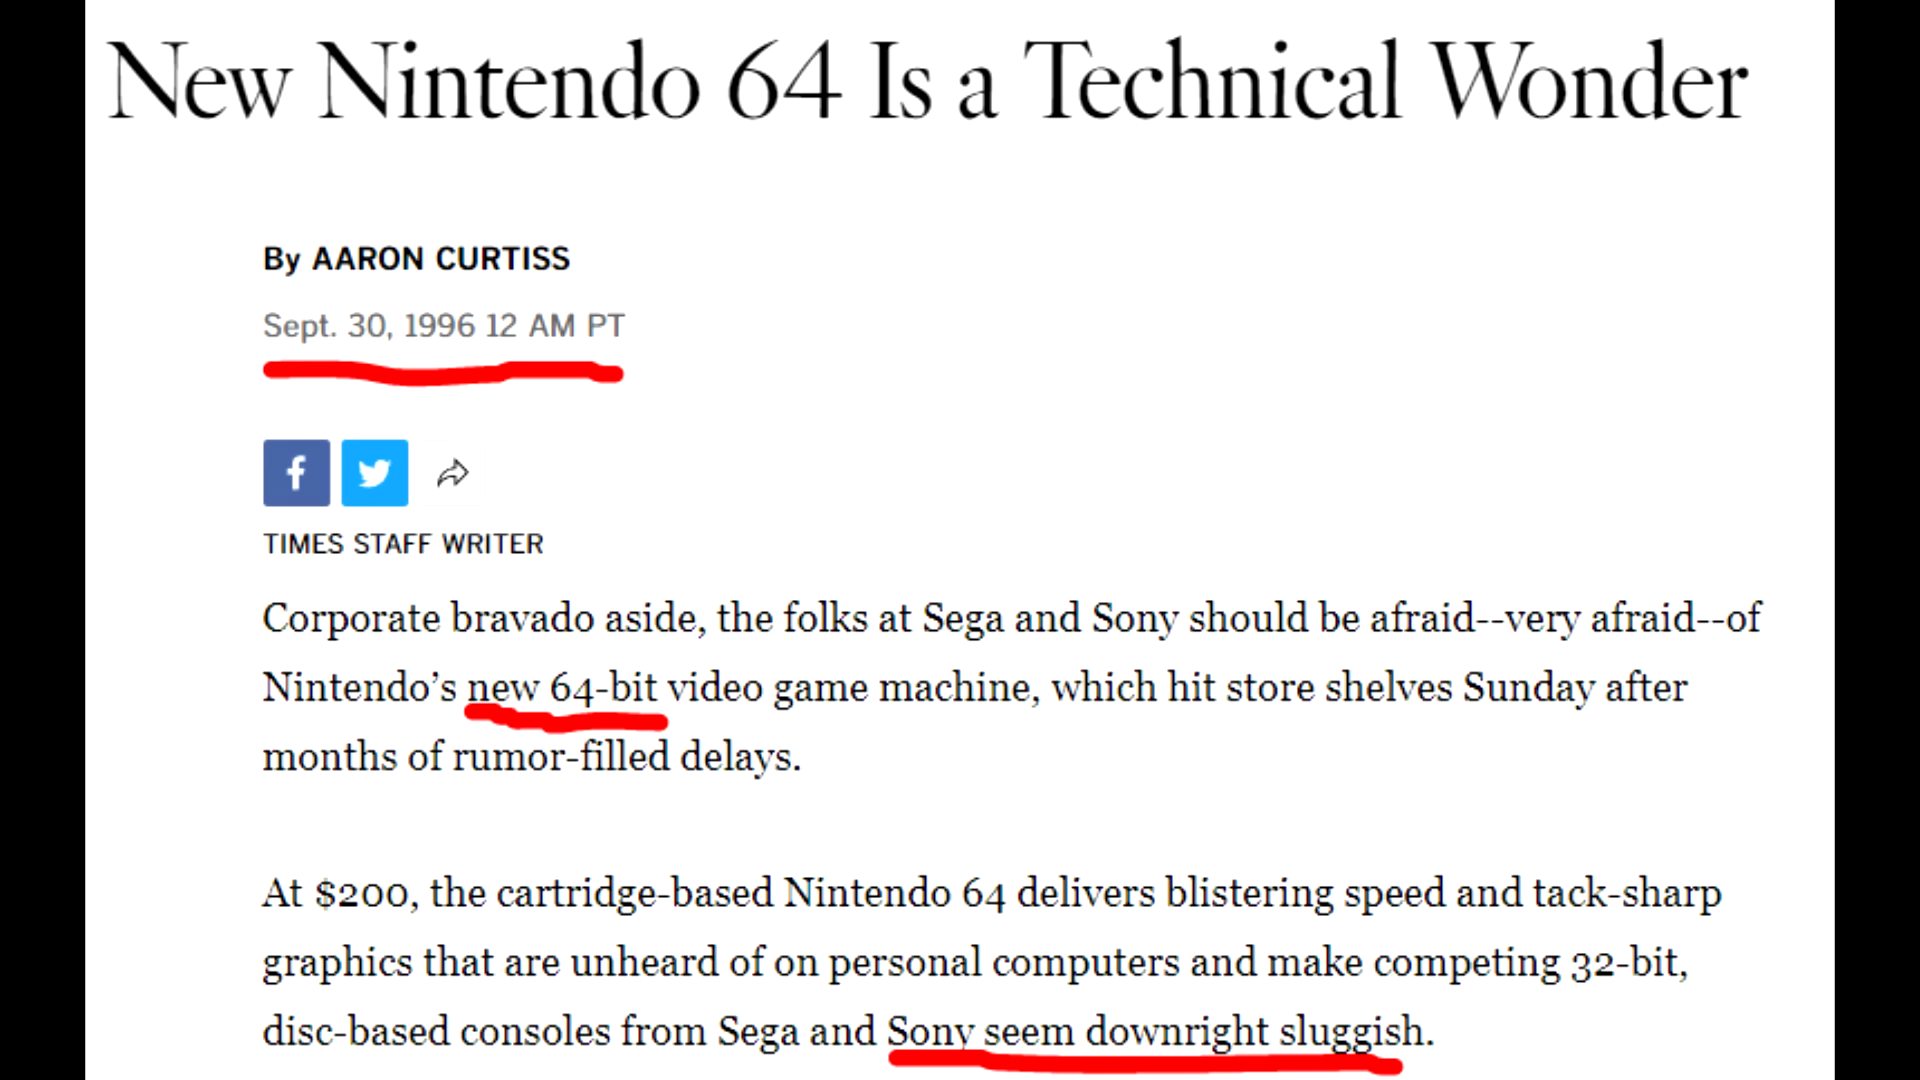 New Nintendo 64 Is a Technical Wonder
By AARON CURTISS
Sept. 30, 1996 12 AM PT
TIMES STAFF WRITER
Corporate bravado aside, the folks at Sega and Sony should be afraid--very afraid--of
Nintendo’s new 64-bit video game machine, which hit store shelves Sunday after
months of rumor-filled delays.
At $200, the cartridge-based Nintendo 64 delivers blistering speed and tack-sharp
graphics that are unheard of on personal computers and make competing 32-bit,
disc-based consoles from Sega and Sony seem downright sluggish.